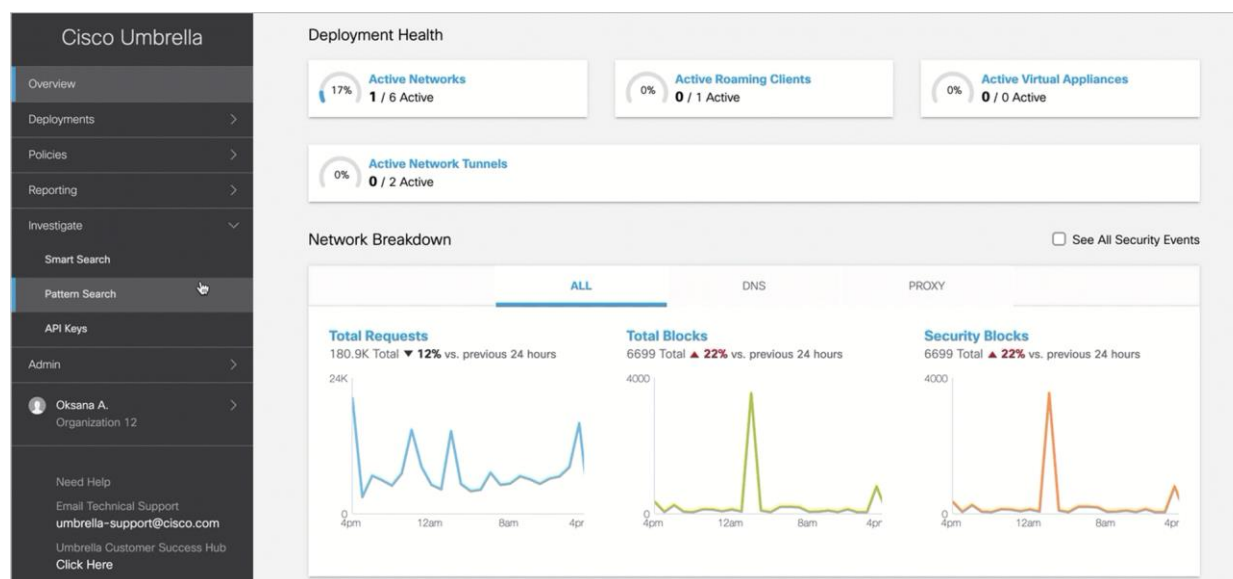 Cisco Umbrella
Overview
Deployments
Policies
Reporting
Investigate
Smart Search
Pattern Search
API Keys
Admin
Oksana A.
Organization 12
Need Help
Email Technical Support
umbrella-support@cisco.com
Umbrella Customer Success Hub
Click Here
Deployment Health
17%
Active Networks
1 / 6 Active
0%
Active Roaming Clients
0 / 1 Active
0%
Active Virtual Appliances
0 / 0 Active
0%
Active Network Tunnels
0 / 2 Active
Network Breakdown
See All Security Events
ALL
DNS
PROXY
Total Requests
180.9K Total ▼ 12% vs. previous 24 hours
24K
0
4pm 12am 8am 4pr
Total Blocks
6699 Total ▲ 22% vs. previous 24 hours
4000
0
4pm 12am 8am 4pr
Security Blocks
6699 Total ▲ 22% vs. previous 24 hours
4000
0
4pm 12am 8am 4pr